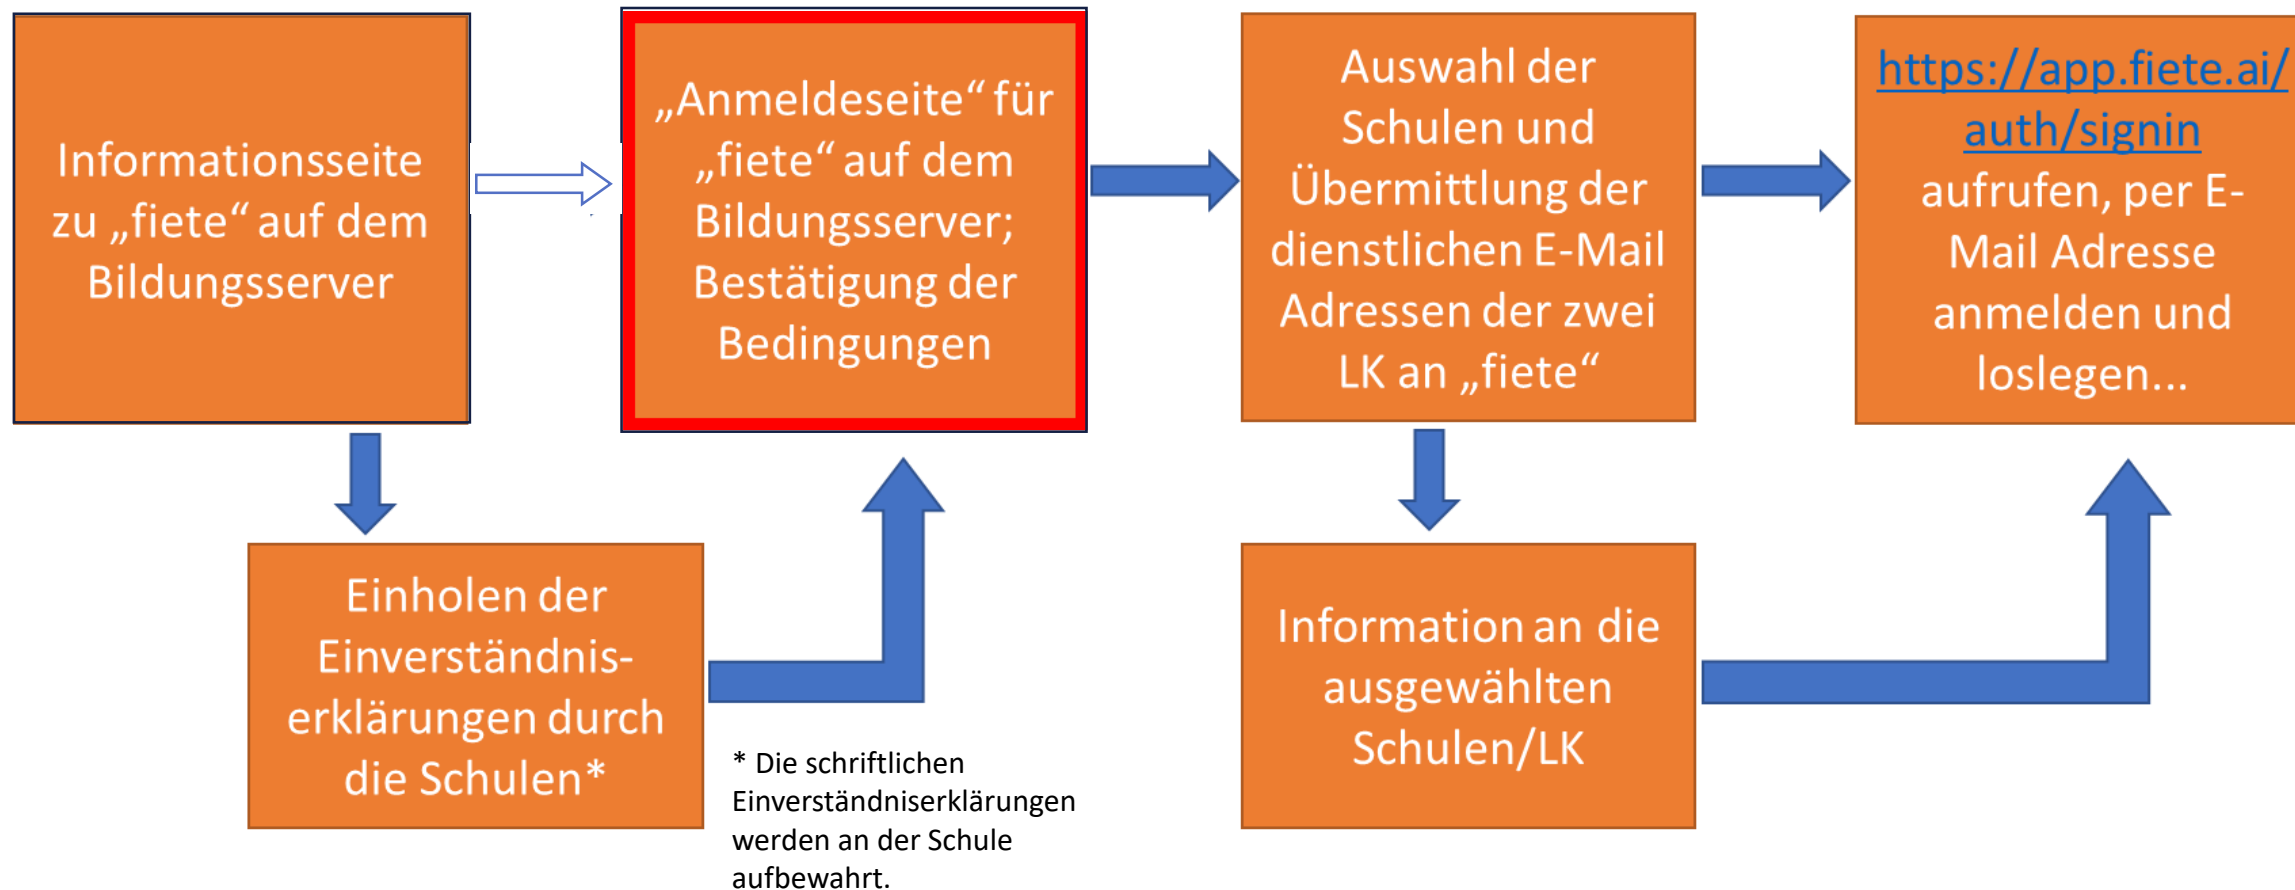 Informationsseite
zu „fiete“ auf dem
Bildungsserver
„Anmeldeseite“ für
„fiete“ auf dem
Bildungsserver;
Bestätigung der
Bedingungen
Auswahl der
Schulen und
Übermittlung der
dienstlichen E-Mail
Adressen der zwei
LK an „fiete“
https://app.fiete.ai/
auth/signin
aufrufen, per E-
Mail Adresse
anmelden und
loslegen...
Einholen der
Einverständnis-
erklärungen durch
die Schulen*
* Die schriftlichen
Einverständniserklärungen
werden an der Schule
aufbewahrt.
Information an die
ausgewählten
Schulen/LK